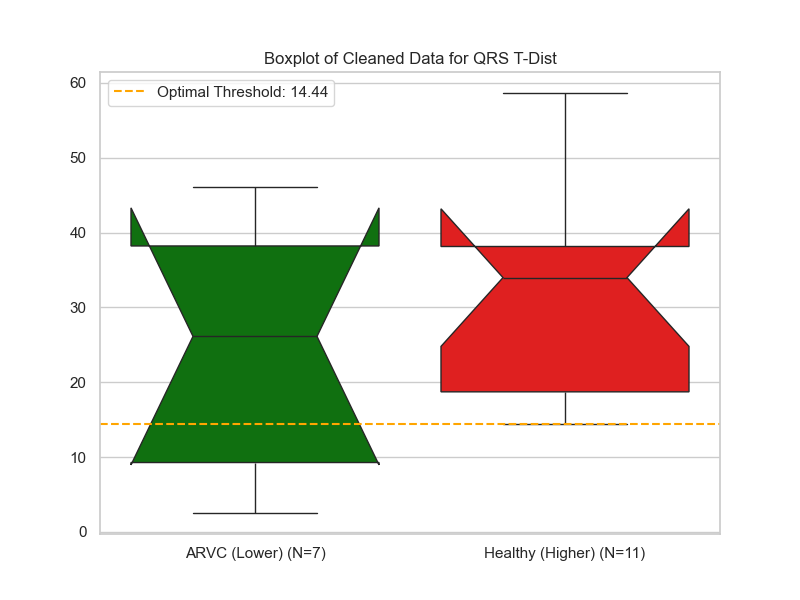 Boxplot of Cleaned Data for QRS T-Dist
Optimal Threshold: 14.44
60
50
40
30
20
10
0
ARVC (Lower) (N=7)
Healthy (Higher) (N=11)